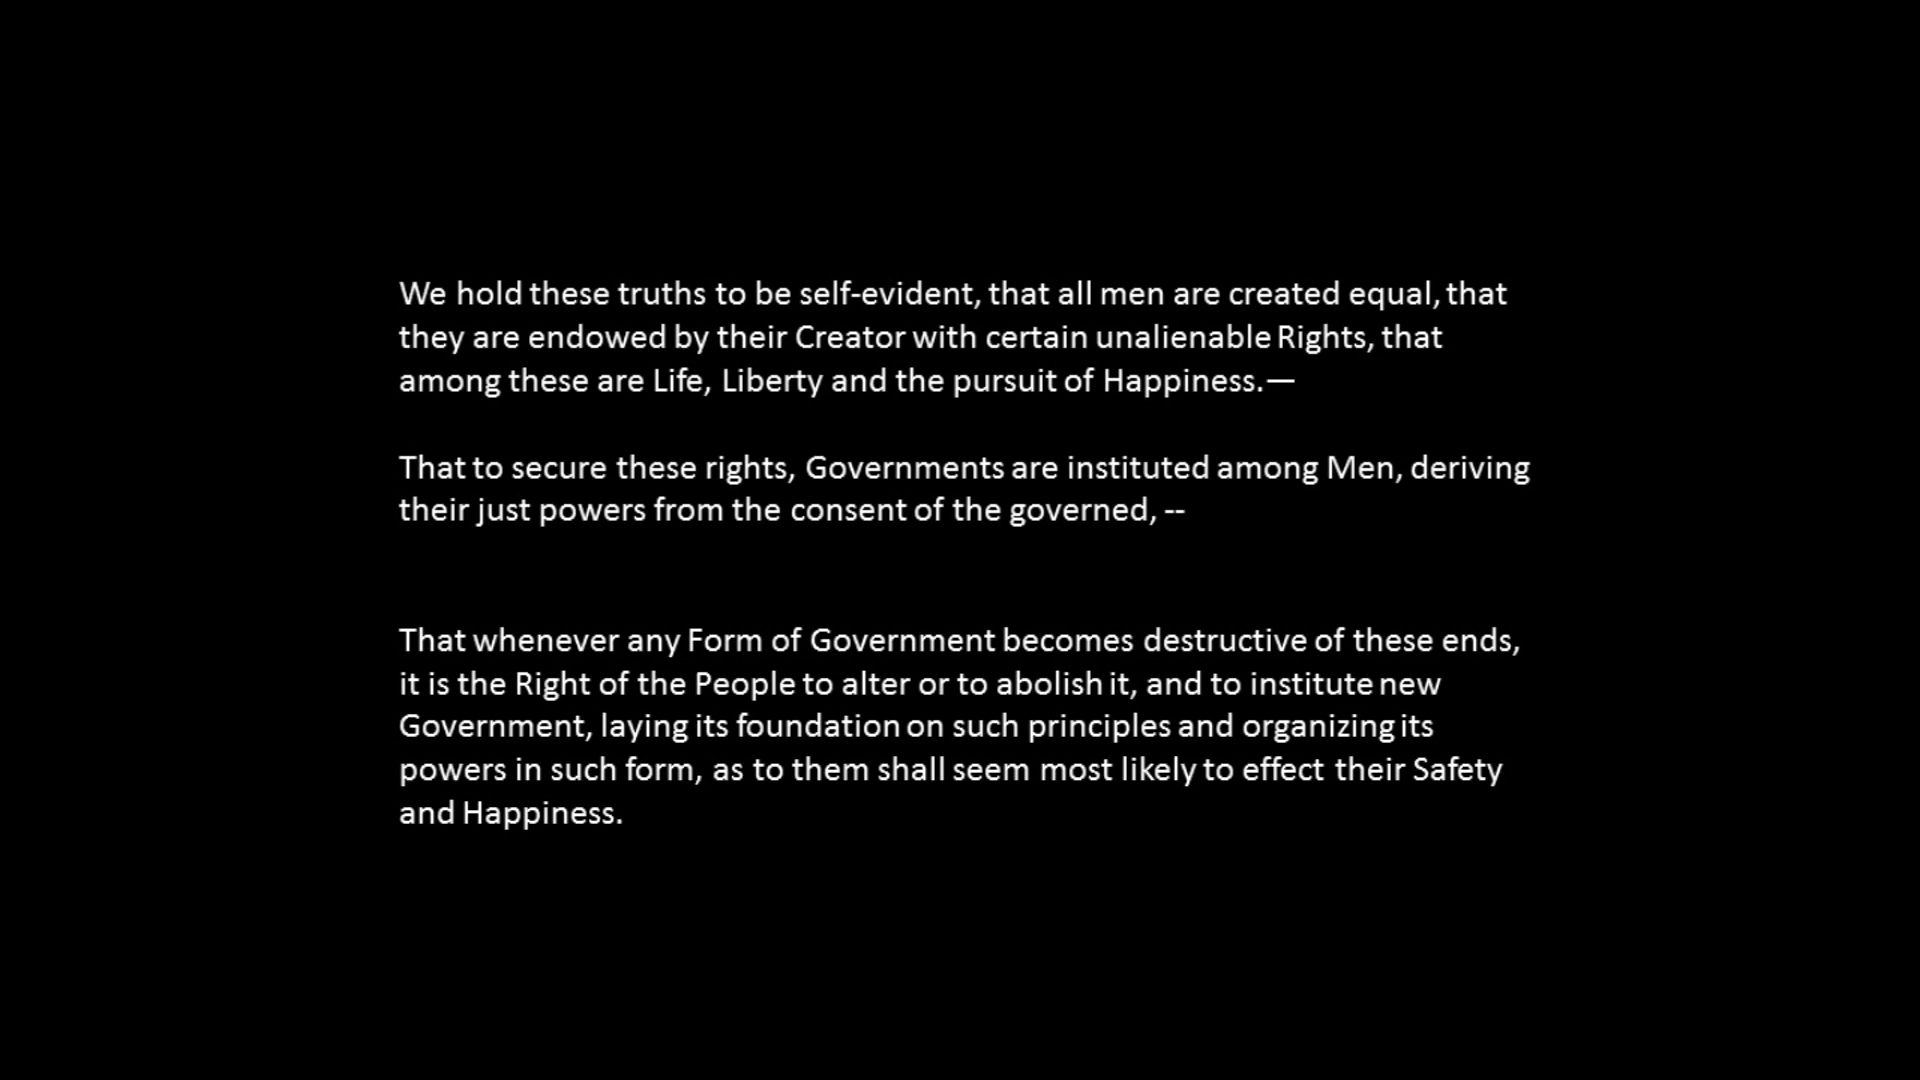 We hold these truths to be self-evident, that all men are created equal, that
they are endowed by their Creator with certain unalienable Rights, that
among these are Life, Liberty and the pursuit of Happiness.—
That to secure these rights, Governments are instituted among Men, deriving
their just powers from the consent of the governed, --
That whenever any Form of Government becomes destructive of these ends,
it is the Right of the People to alter or to abolish it, and to institute new
Government, laying its foundation on such principles and organizing its
powers in such form, as to them shall seem most likely to effect their Safety
and Happiness.